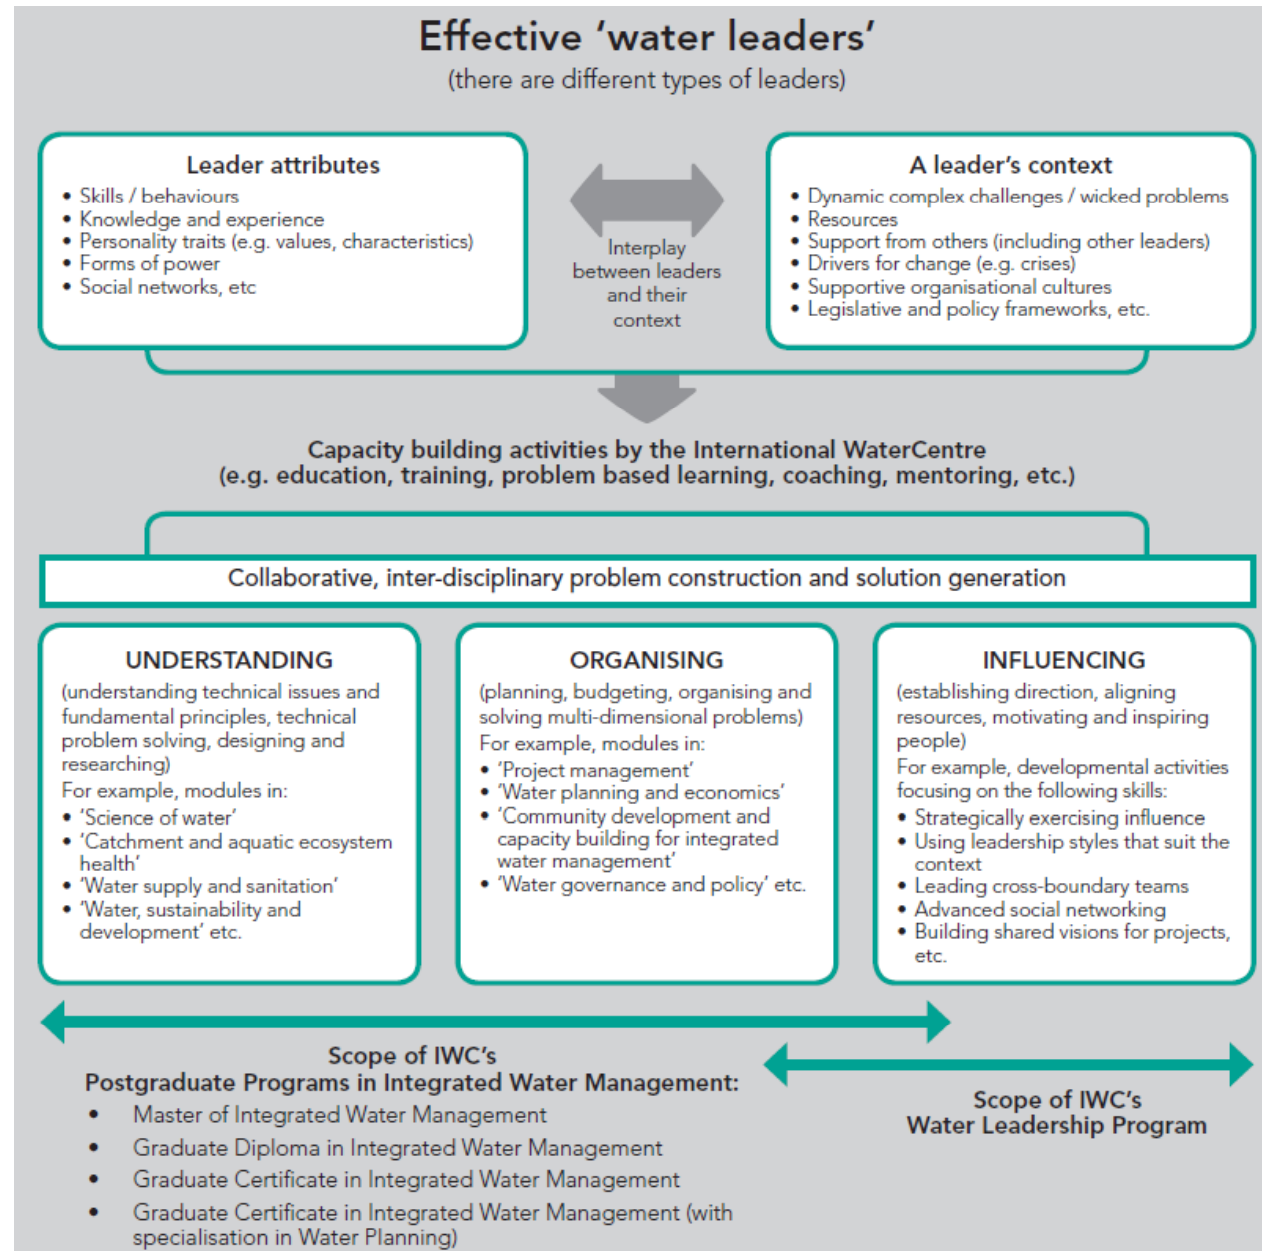 Effective ‘water leaders’
(there are different types of leaders)
Leader attributes
• Skills / behaviours
• Knowledge and experience
• Personality traits (e.g. values, characteristics)
• Forms of power
• Social networks, etc
Interplay
between leaders
and their
context
A leader’s context
• Dynamic complex challenges / wicked problems
• Resources
• Support from others (including other leaders)
• Drivers for change (e.g. crises)
• Supportive organisational cultures
• Legislative and policy frameworks, etc.
Capacity building activities by the International WaterCentre
(e.g. education, training, problem based learning, coaching, mentoring, etc.)
Collaborative, inter-disciplinary problem construction and solution generation
UNDERSTANDING
(understanding technical issues and
fundamental principles, technical
problem solving, designing and
researching)
For example, modules in:
• ‘Science of water’
• ‘Catchment and aquatic ecosystem
health’
• ‘Water supply and sanitation’
• ‘Water, sustainability and
development’ etc.
ORGANISING
(planning, budgeting, organising and
solving multi-dimensional problems)
For example, modules in:
• ‘Project management’
• ‘Water planning and economics’
• ‘Community development and
capacity building for integrated
water management’
• ‘Water governance and policy’ etc.
INFLUENCING
(establishing direction, aligning
resources, motivating and inspiring
people)
For example, developmental activities
focusing on the following skills:
• Strategically exercising influence
• Using leadership styles that suit the
context
• Leading cross-boundary teams
• Advanced social networking
• Building shared visions for projects,
etc.
Scope of IWC’s
Postgraduate Programs in Integrated Water Management:
• Master of Integrated Water Management
• Graduate Diploma in Integrated Water Management
• Graduate Certificate in Integrated Water Management
• Graduate Certificate in Integrated Water Management (with
specialisation in Water Planning)
Scope of IWC’s
Water Leadership Program